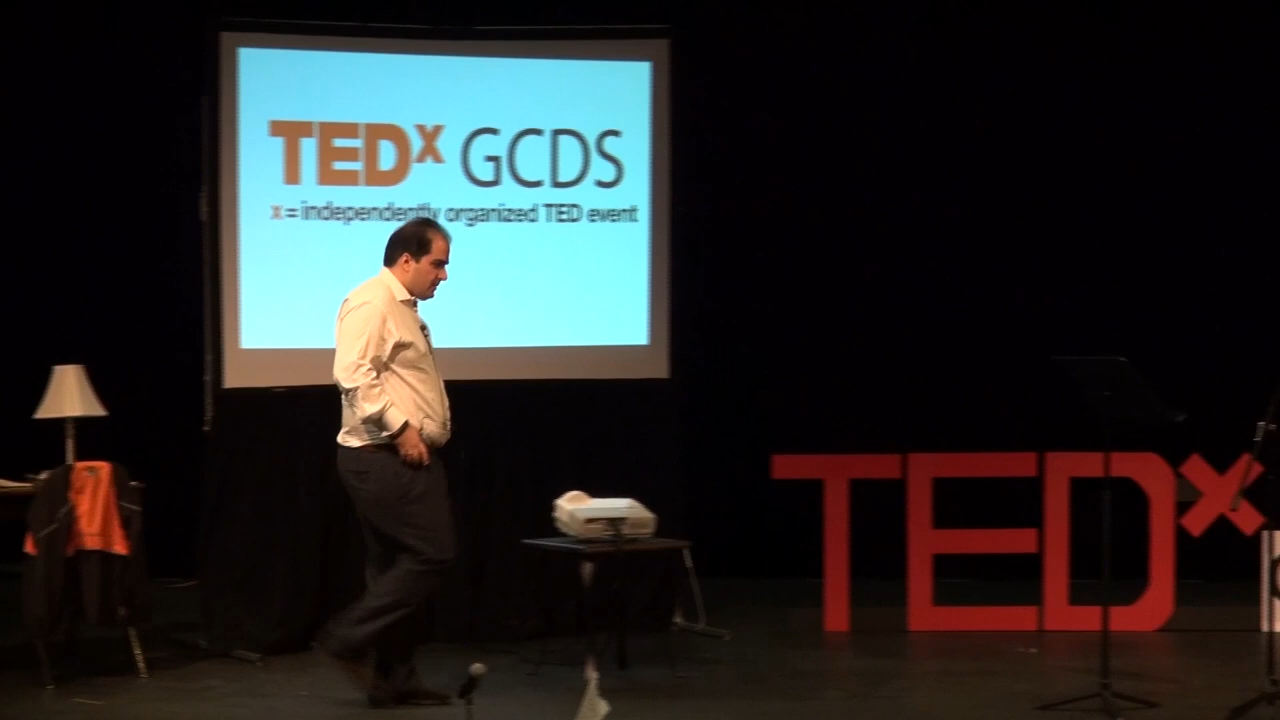 TEDx GCDS
x = independently organized TED event
TEDx